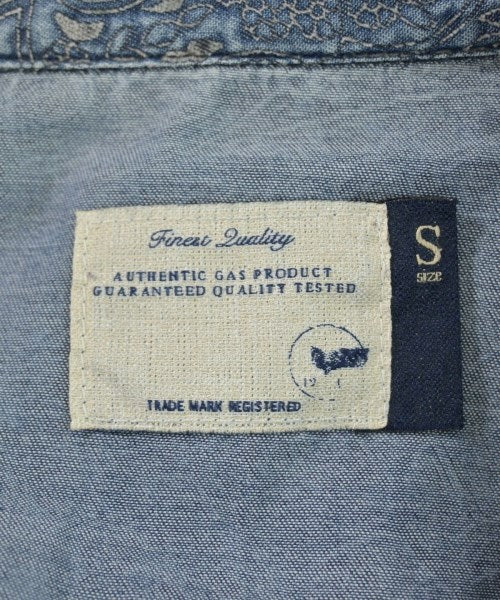 Finest Quality
AUTHENTIC GAS PRODUCT
GUARANTEED QUALITY TESTED
TRADE MARK REGISTERED
S
SIZE